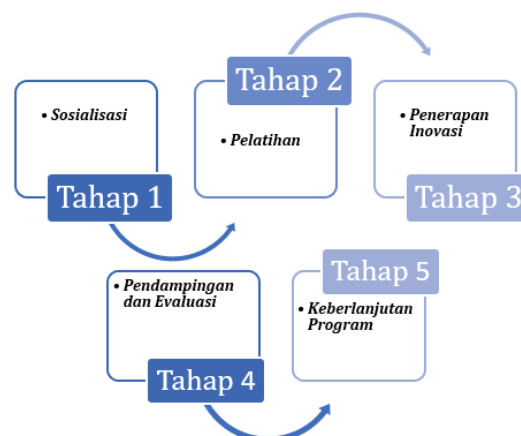 • Sosialisasi
Tahap 1
Tahap 2
• Pelatihan
• Penerapan
Inovasi
Tahap 3
• Pendampingan
dan Evaluasi
Tahap 4
Tahap 5
• Keberlanjutan
Program